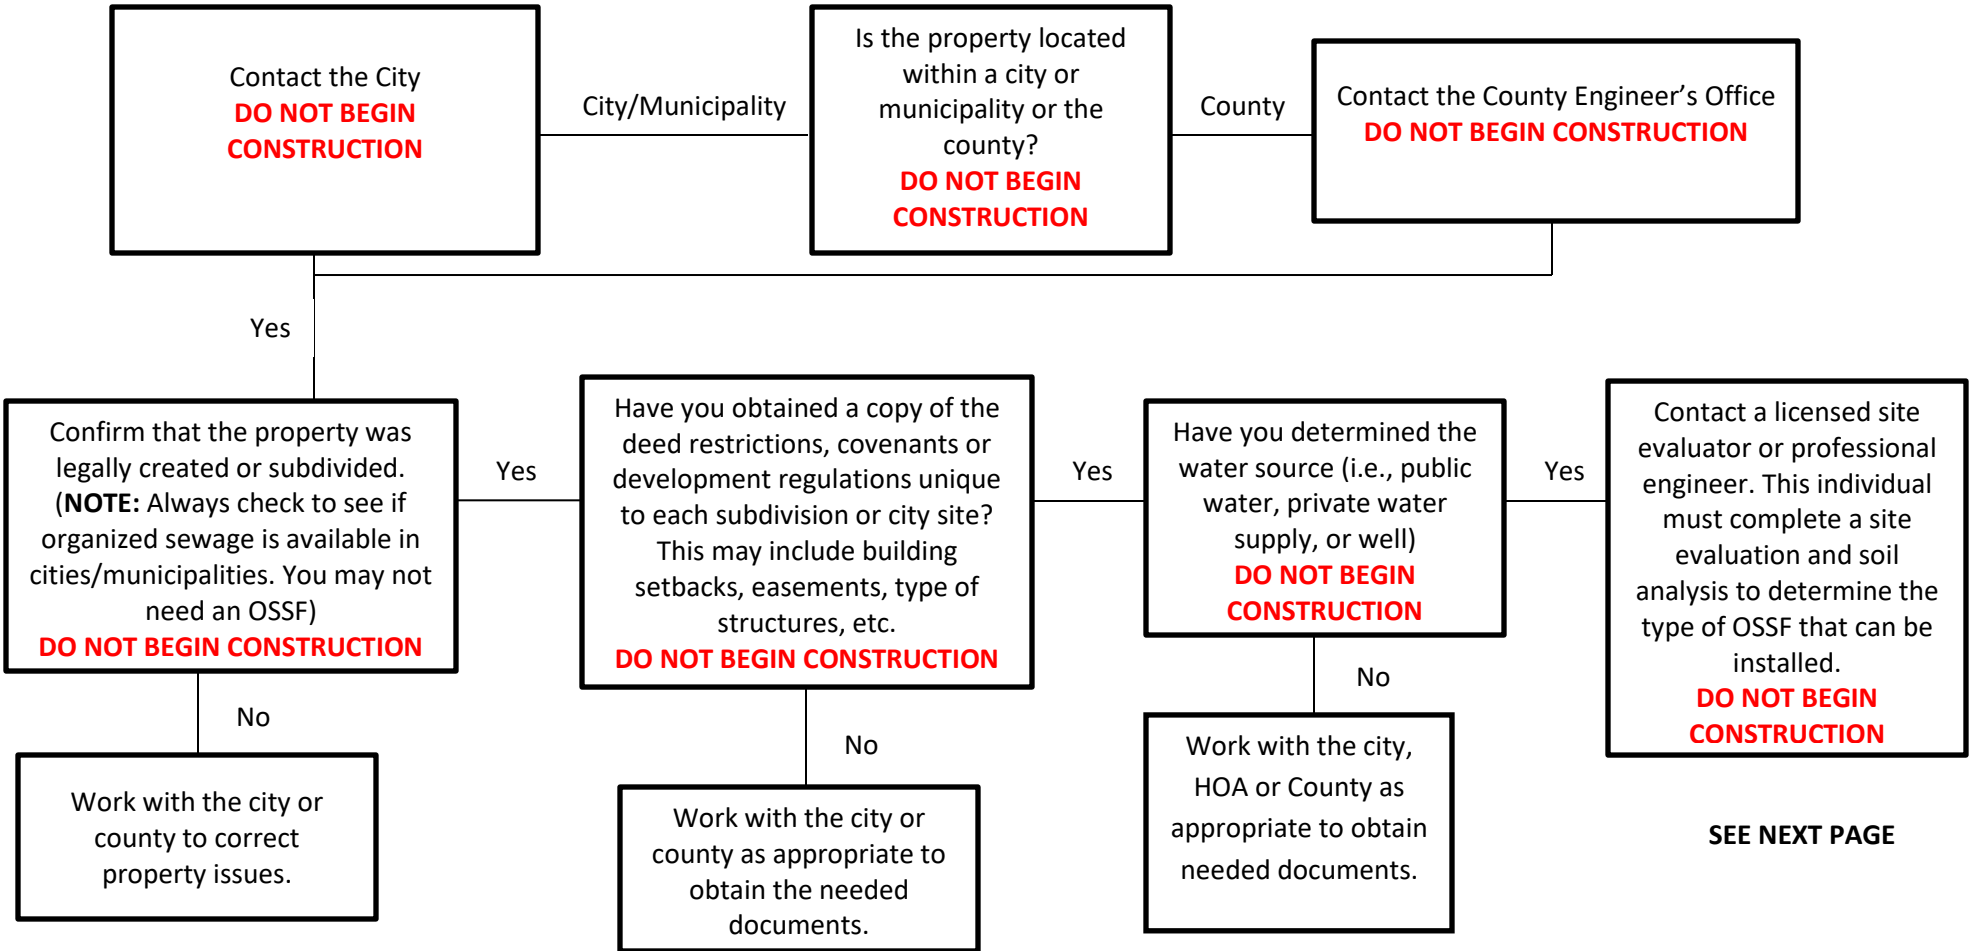 Contact the City
DO NOT BEGIN
CONSTRUCTION
City/Municipality
Is the property located
within a city or
municipality or the
county?
DO NOT BEGIN
CONSTRUCTION
County
Contact the County Engineer’s Office
DO NOT BEGIN CONSTRUCTION
Yes
Confirm that the property was
legally created or subdivided.
(NOTE: Always check to see if
organized sewage is available in
cities/municipalities. You may not
need an OSSF)
DO NOT BEGIN CONSTRUCTION
Yes
Have you obtained a copy of the
deed restrictions, covenants or
development regulations unique
to each subdivision or city site?
This may include building
setbacks, easements, type of
structures, etc.
DO NOT BEGIN CONSTRUCTION
Yes
Have you determined the
water source (i.e., public
water, private water
supply, or well)
DO NOT BEGIN
CONSTRUCTION
Yes
Contact a licensed site
evaluator or professional
engineer. This individual
must complete a site
evaluation and soil
analysis to determine the
type of OSSF that can be
installed.
DO NOT BEGIN
CONSTRUCTION
No
Work with the city or
county to correct
property issues.
No
Work with the city or
county as appropriate to
obtain the needed
documents.
No
Work with the city,
HOA or County as
appropriate to obtain
needed documents.
SEE NEXT PAGE